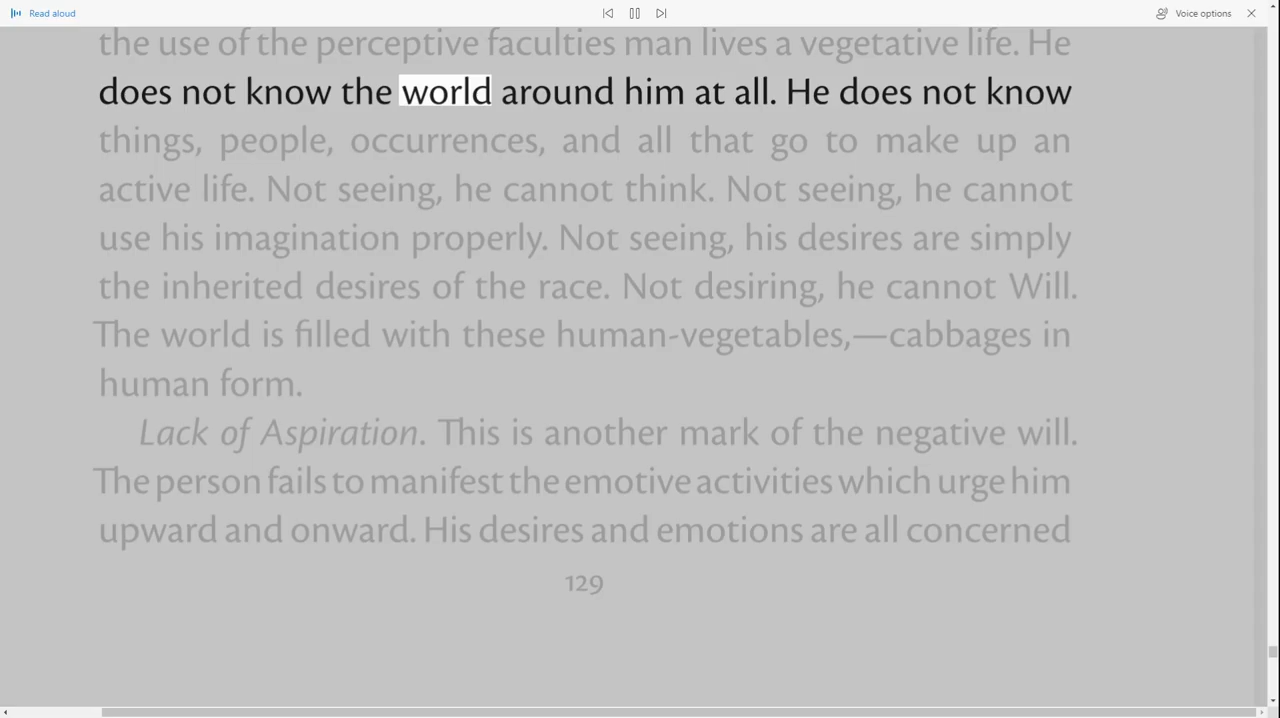 Read aloud
Voice options
the use of the perceptive faculties man lives a vegetative life. He
does not know the world around him at all. He does not know
things, people, occurrences, and all that go to make up an
active life. Not seeing, he cannot think. Not seeing, he cannot
use his imagination properly. Not seeing, his desires are simply
the inherited desires of the race. Not desiring, he cannot Will.
The world is filled with these human-vegetables,—cabbages in
human form.
Lack of Aspiration. This is another mark of the negative will.
The person fails to manifest the emotive activities which urge him
upward and onward. His desires and emotions are all concerned
129